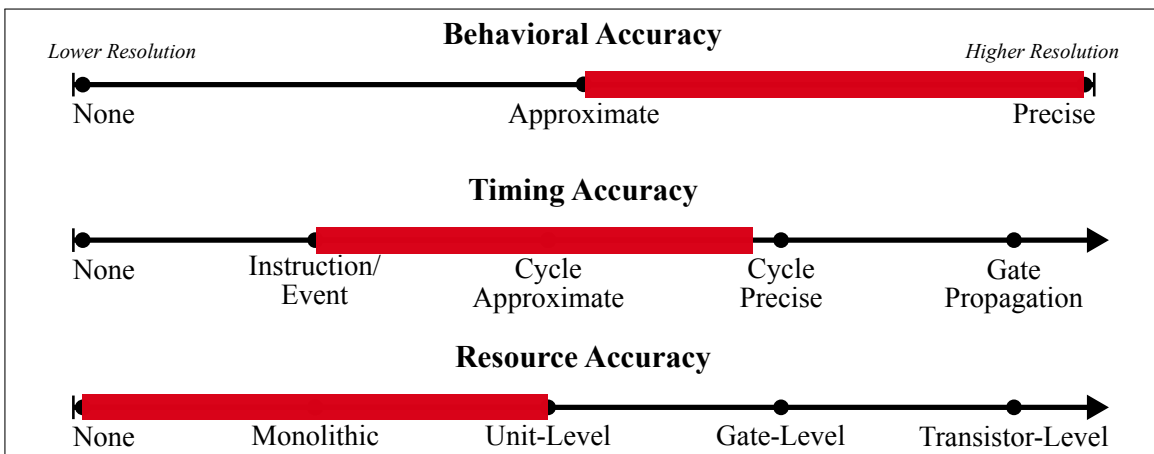 Behavioral Accuracy
Lower Resolution
Higher Resolution
None
Approximate
Precise
Timing Accuracy
None
Instruction/
Event
Cycle
Approximate
Cycle
Precise
Gate
Propagation
Resource Accuracy
None
Monolithic
Unit-Level
Gate-Level
Transistor-Level